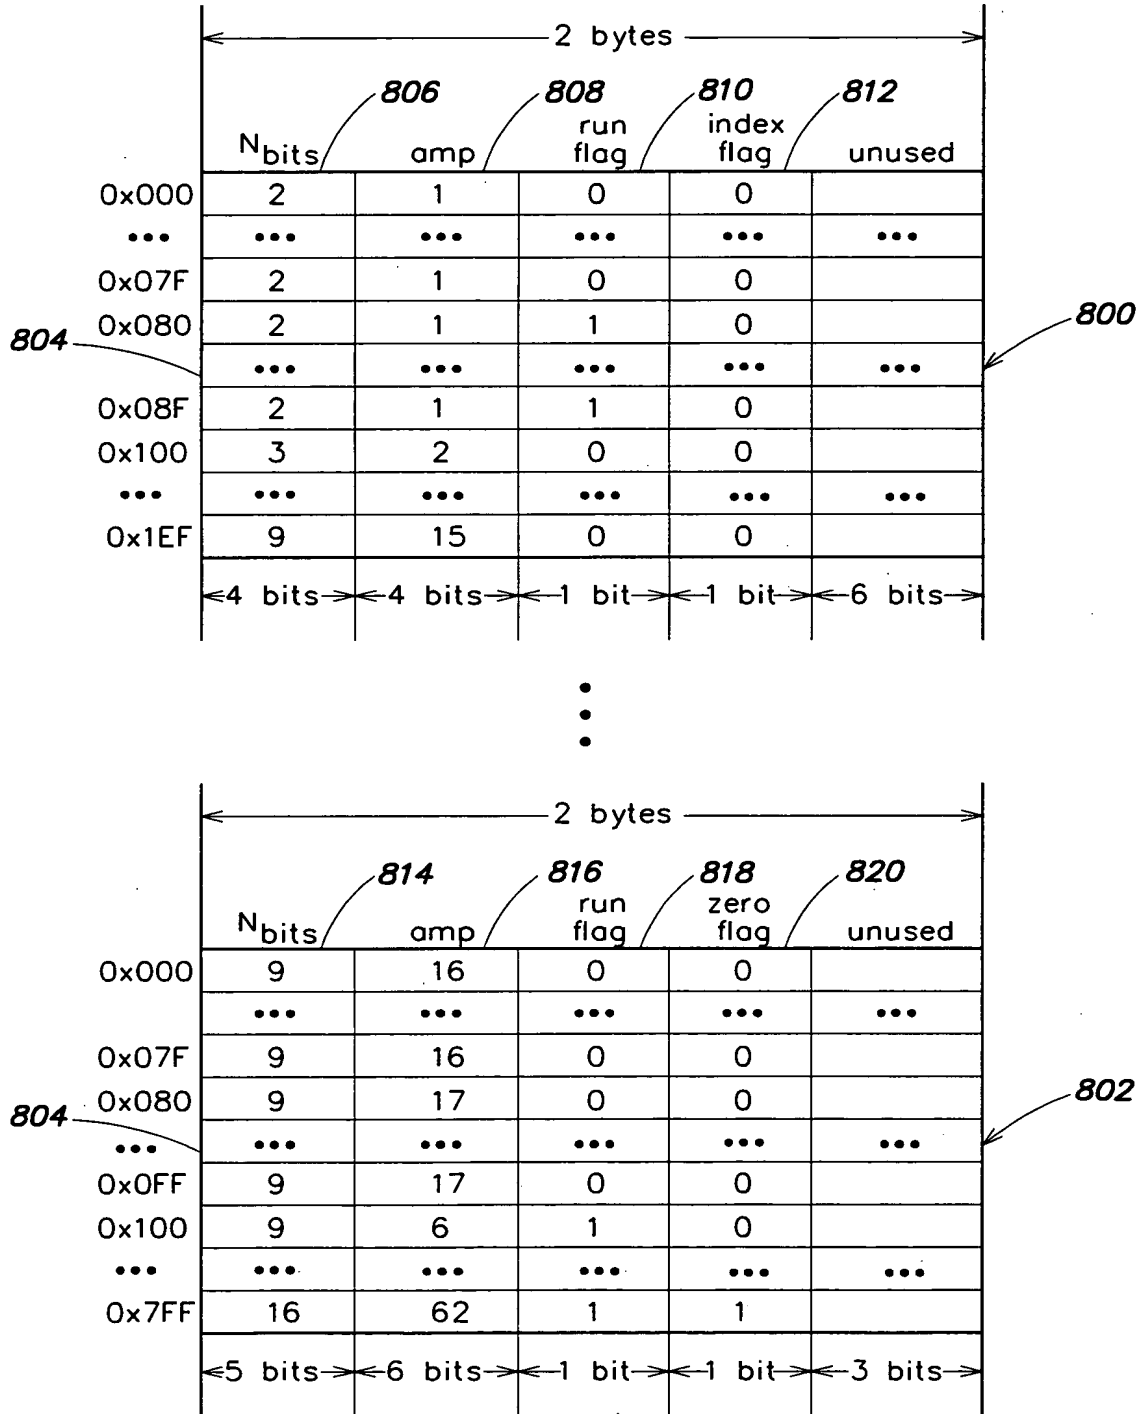 2 bytes
806 808 810 812
Nbits amp run flag index flag unused
0x000 2 1 0 0
••• ••• ••• ••• ••• •••
0x07F 2 1 0 0
0x080 2 1 1 0
804 ••• ••• ••• ••• ••• 800
0x08F 2 1 1 0
0x100 3 2 0 0
••• ••• ••• ••• ••• •••
0x1EF 9 15 0 0
4 bits 4 bits 1 bit 1 bit 6 bits
2 bytes
814 816 818 820
Nbits amp run flag zero flag unused
0x000 9 16 0 0
••• ••• ••• ••• •••
0x07F 9 16 0 0
0x080 9 17 0 0
804 ••• ••• ••• ••• ••• ••• 802
0x0FF 9 17 0 0
0x100 9 6 1 0
••• ••• ••• ••• ••• •••
0x7FF 16 62 1 1
5 bits 6 bits 1 bit 1 bit 3 bits